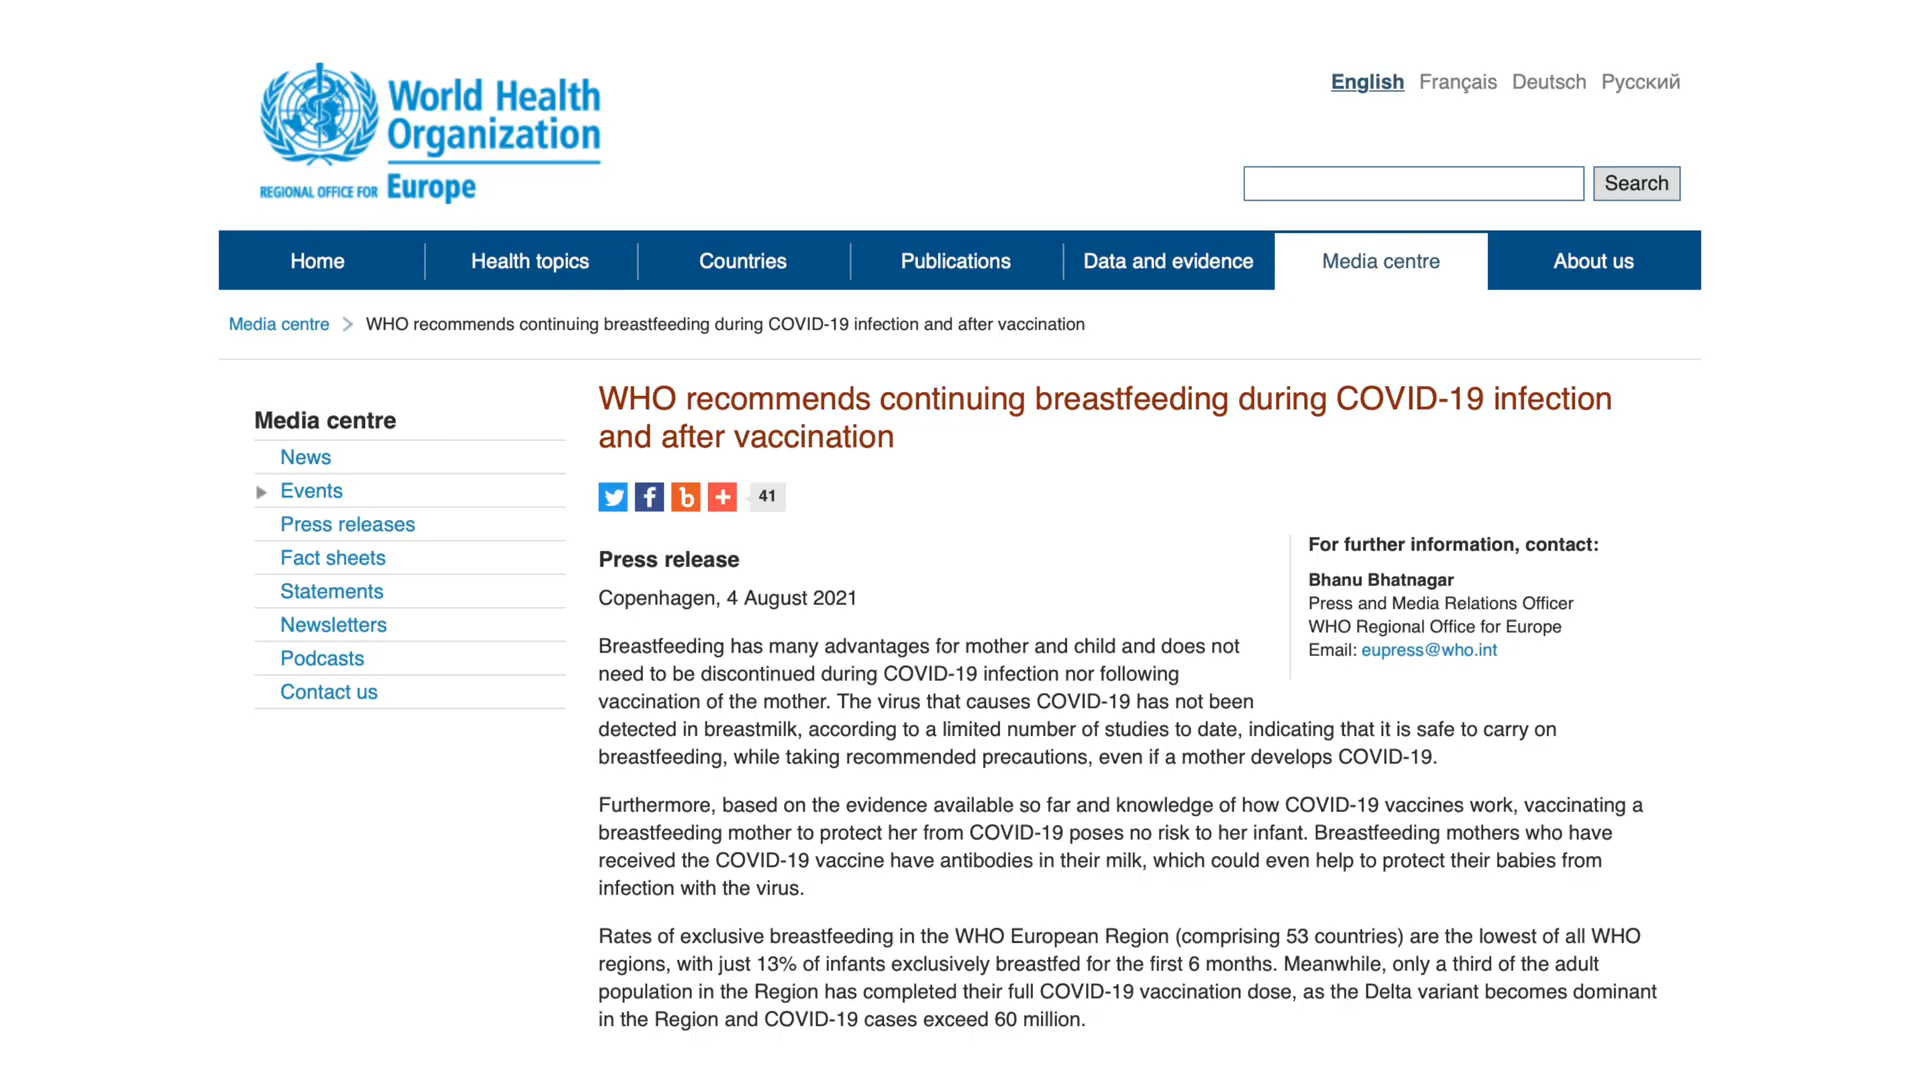 World Health
Organization
REGIONAL OFFICE FOR Europe
English Français Deutsch Русский
Search
Home Health topics Countries Publications Data and evidence Media centre About us
Media centre WHO recommends continuing breastfeeding during COVID-19 infection and after vaccination
Media centre
News
Events
Press releases
Fact sheets
Statements
Newsletters
Podcasts
Contact us
WHO recommends continuing breastfeeding during COVID-19 infection
and after vaccination
41
Press release
Copenhagen, 4 August 2021
For further information, contact:
Bhanu Bhatnagar
Press and Media Relations Officer
WHO Regional Office for Europe
Email: eupress@who.int
Breastfeeding has many advantages for mother and child and does not
need to be discontinued during COVID-19 infection nor following
vaccination of the mother. The virus that causes COVID-19 has not been
detected in breastmilk, according to a limited number of studies to date, indicating that it is safe to carry on
breastfeeding, while taking recommended precautions, even if a mother develops COVID-19.
Furthermore, based on the evidence available so far and knowledge of how COVID-19 vaccines work, vaccinating a
breastfeeding mother to protect her from COVID-19 poses no risk to her infant. Breastfeeding mothers who have
received the COVID-19 vaccine have antibodies in their milk, which could even help to protect their babies from
infection with the virus.
Rates of exclusive breastfeeding in the WHO European Region (comprising 53 countries) are the lowest of all WHO
regions, with just 13% of infants exclusively breastfed for the first 6 months. Meanwhile, only a third of the adult
population in the Region has completed their full COVID-19 vaccination dose, as the Delta variant becomes dominant
in the Region and COVID-19 cases exceed 60 million.